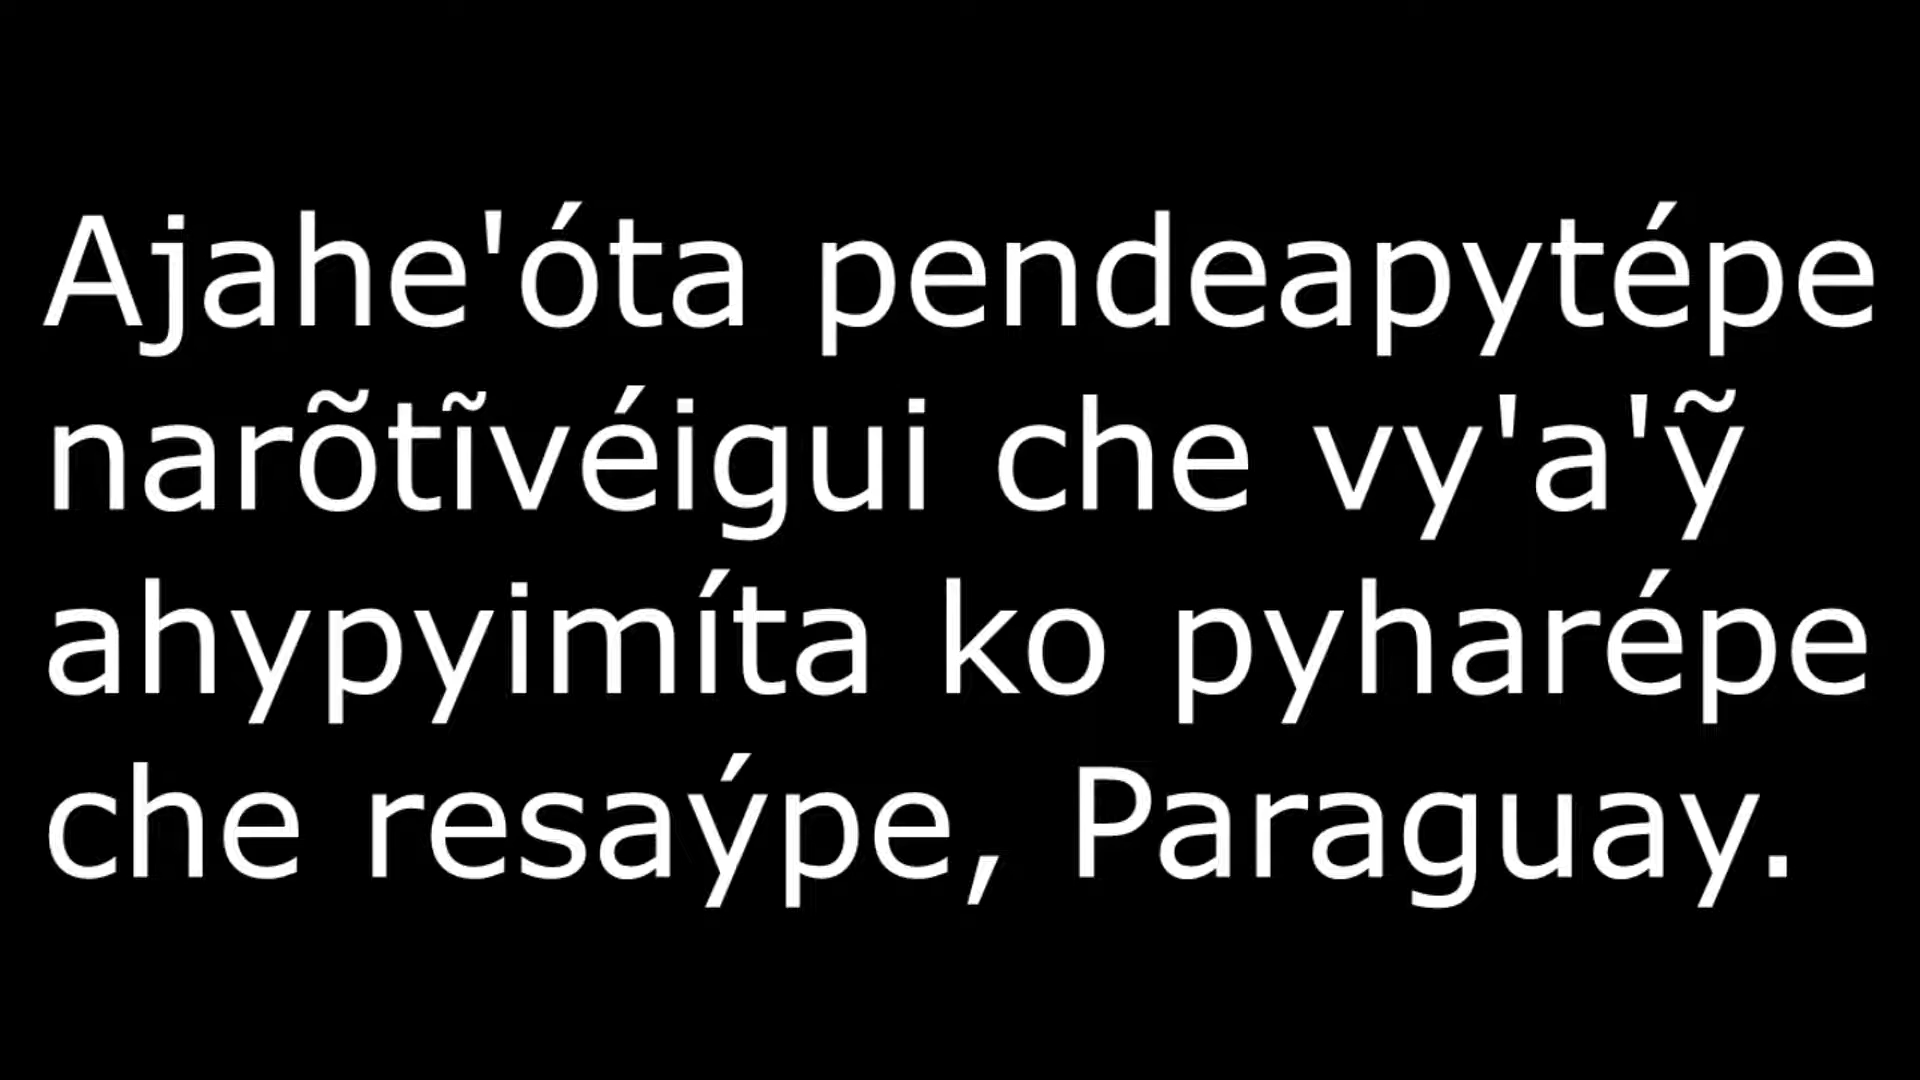 Ajahe'óta pendeapytépe
narõtĩvéigui che vy'a'ỹ
ahypyimíta ko pyharépe
che resaýpe, Paraguay.